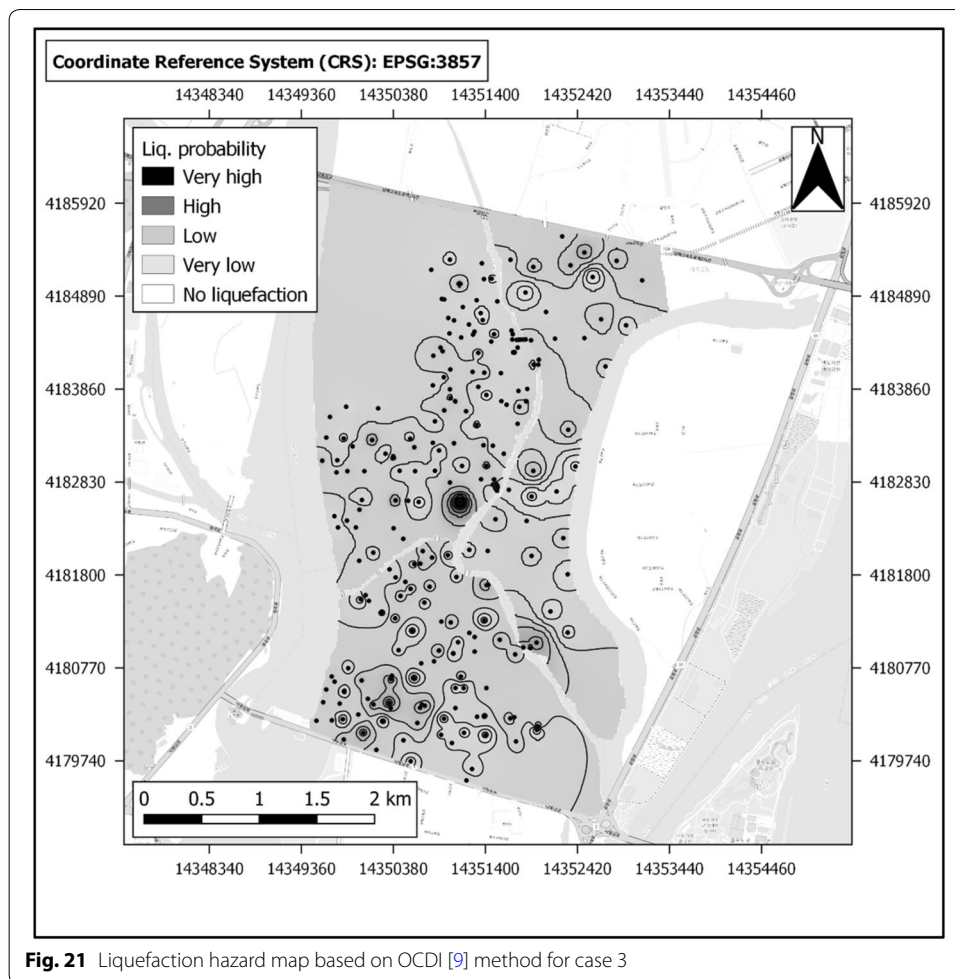 Coordinate Reference System (CRS): EPSG:3857
14348340 14349360 14350380 14351400 14352420 14353440 14354460
Liq. probability
Very high
High
Low
Very low
No liquefaction
N
4185920 4185920
4184890 4184890
4183860 4183860
4182830 4182830
4181800 4181800
4180770 4180770
4179740 4179740
0 0.5 1 1.5 2 km
14348340 14349360 14350380 14351400 14352420 14353440 14354460
Fig. 21 Liquefaction hazard map based on OCDI [9] method for case 3